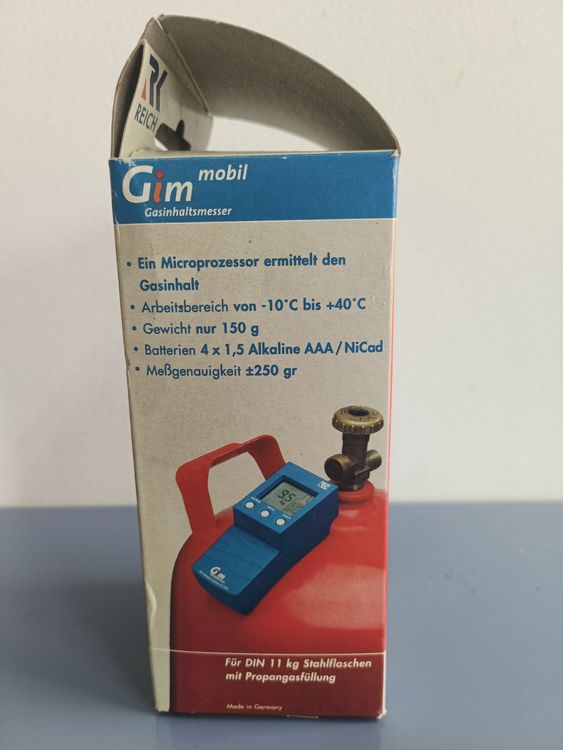 REICH
Gim mobil
Gasinhaltsmesser
• Ein Microprozessor ermittelt den
Gasinhalt
• Arbeitsbereich von -10°C bis +40°C
• Gewicht nur 150 g
• Batterien 4 x 1,5 Alkaline AAA/NiCad
• Meßgenauigkeit ±250 gr
Gim
Für DIN 11 kg Stahlflaschen
mit Propangasfüllung
Made in Germany